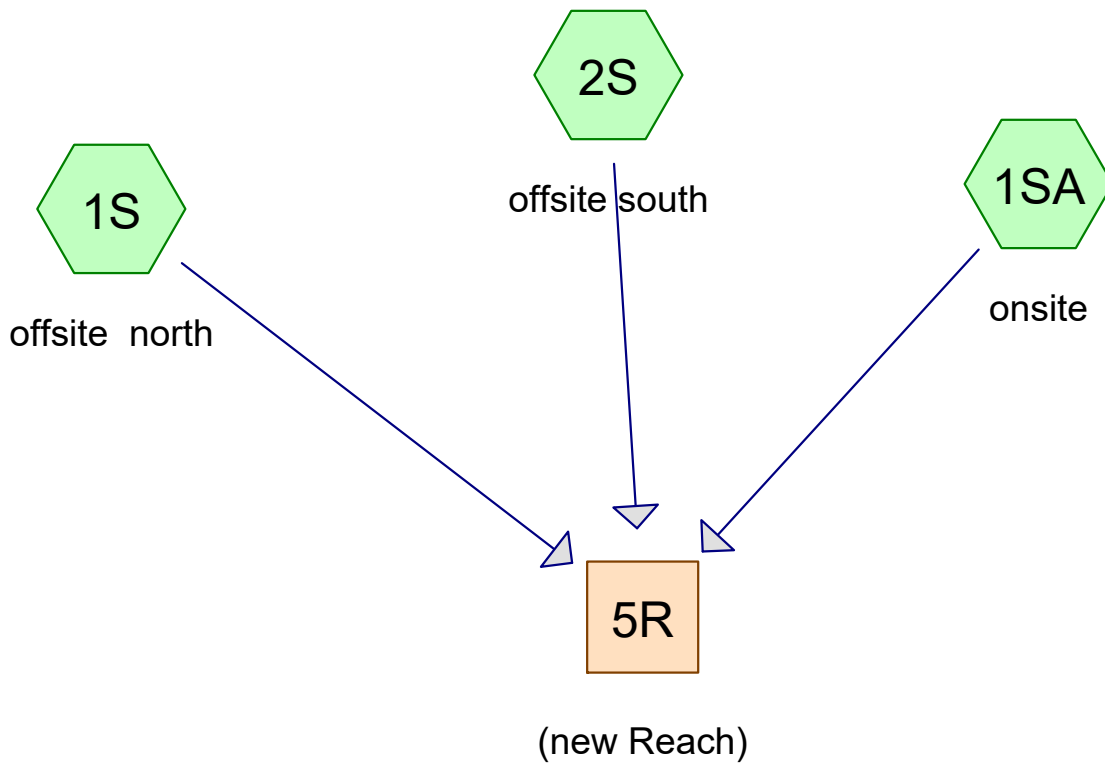 2S
1SA
1S
offsite south
onsite
offsite  north
5R
(new Reach)